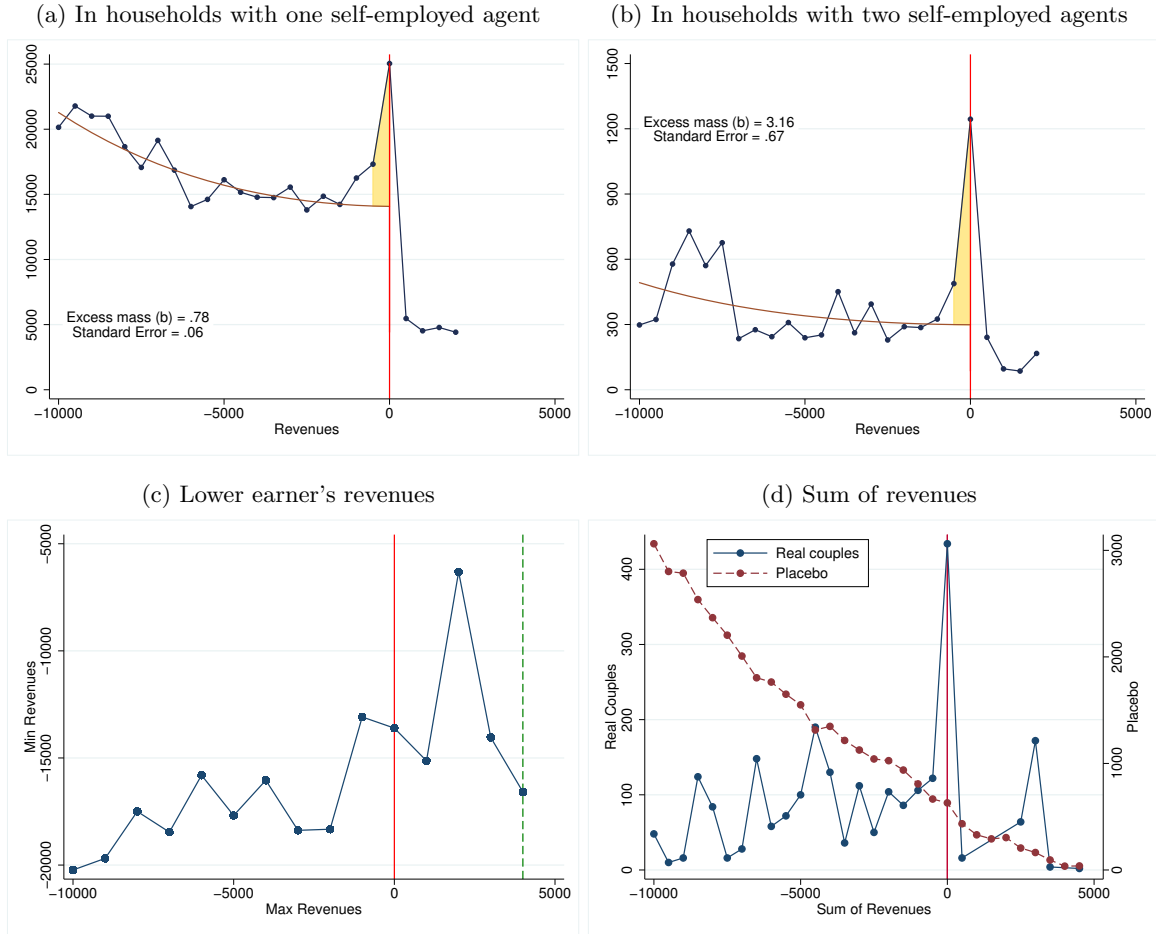 (a) In households with one self-employed agent
25000
20000
15000
10000
5000
0
Excess mass (b) = .78
Standard Error = .06
−10000 −5000 0 5000
Revenues
(b) In households with two self-employed agents
1500
1200
900
600
300
0
Excess mass (b) = 3.16
Standard Error = .67
−10000 −5000 0 5000
Revenues
(c) Lower earner's revenues
−5000
−10000
−15000
−20000
Min Revenues
−10000 −5000 0 5000
Max Revenues
(d) Sum of revenues
Real couples
Placebo
400
300
200
100
0
Real Couples
3000
2000
1000
0
Placebo
−10000 −5000 0 5000
Sum of Revenues